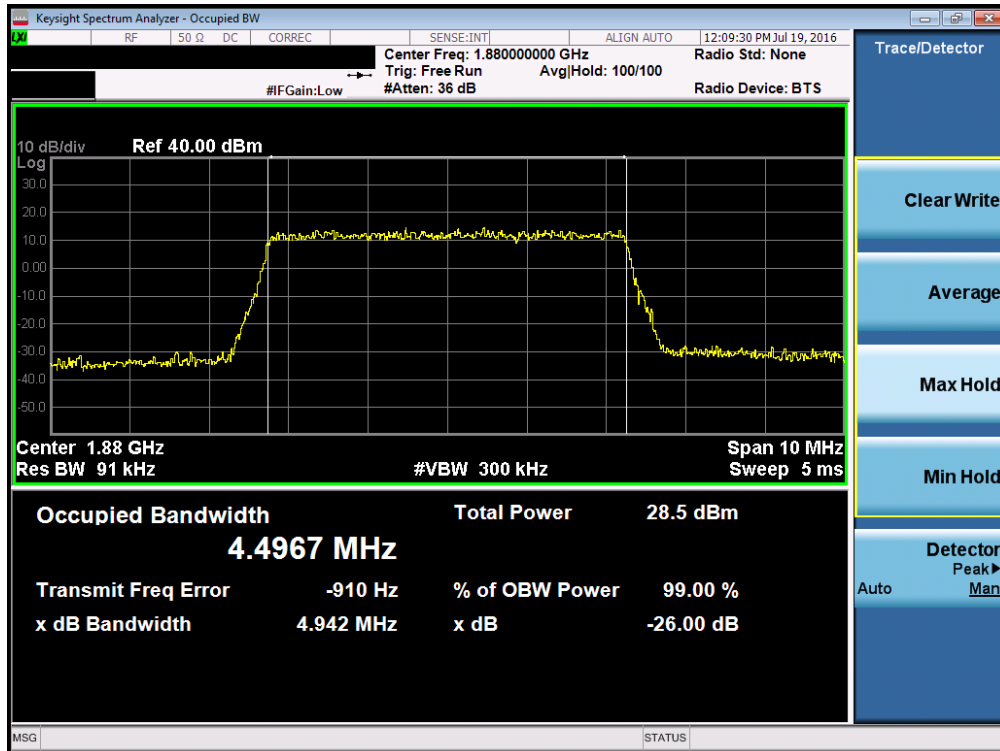 Keysight Spectrum Analyzer - Occupied BW
LXI RF 50 Ω DC CORREC SENSE:INT ALIGN AUTO 12:09:30 PM Jul 19, 2016
Center Freq: 1.880000000 GHz Radio Std: None
Trig: Free Run Avg|Hold: 100/100
#IFGain:Low #Atten: 36 dB Radio Device: BTS
Trace/Detector
10 dB/div Ref 40.00 dBm
Log
30.0
20.0
10.0
0.00
-10.0
-20.0
-30.0
-40.0
-50.0
Center 1.88 GHz Span 10 MHz
Res BW 91 kHz #VBW 300 kHz Sweep 5 ms
Occupied Bandwidth Total Power 28.5 dBm
4.4967 MHz
Transmit Freq Error -910 Hz % of OBW Power 99.00 %
x dB Bandwidth 4.942 MHz x dB -26.00 dB
Clear Write
Average
Max Hold
Min Hold
Detector
Peak▶
Auto Man
MSG STATUS